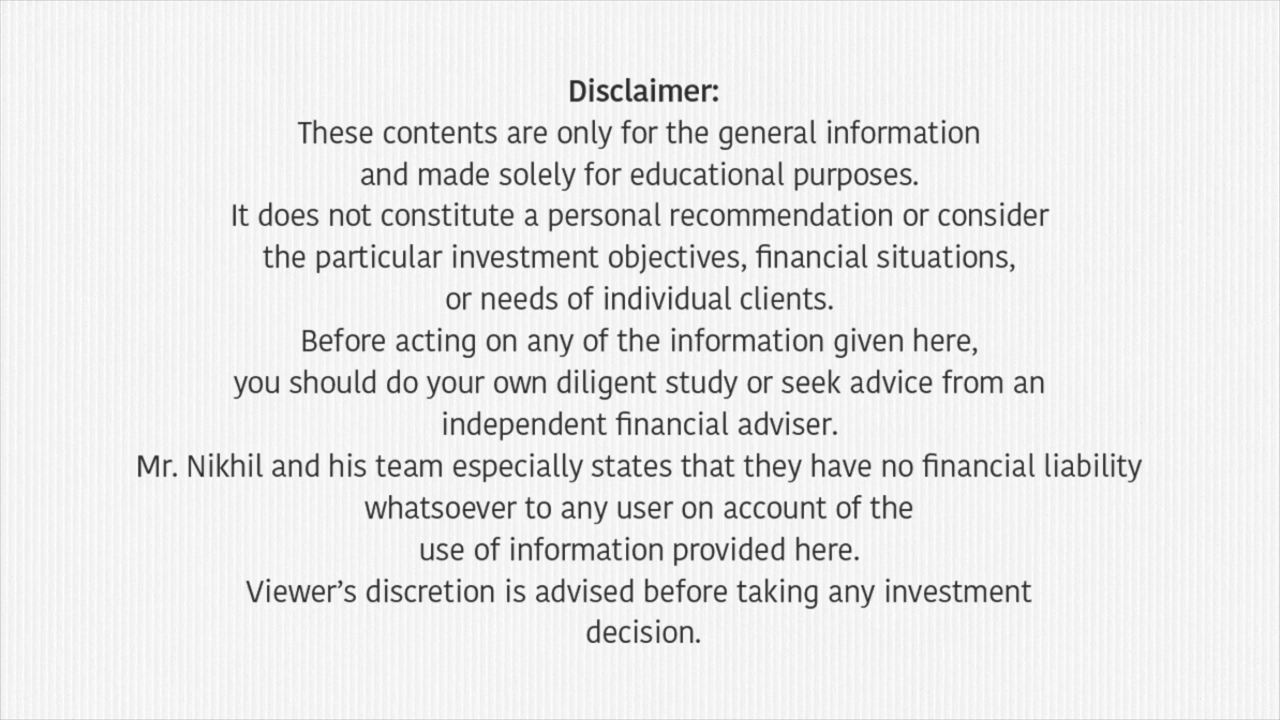 Disclaimer:
These contents are only for the general information
and made solely for educational purposes.
It does not constitute a personal recommendation or consider
the particular investment objectives, financial situations,
or needs of individual clients.
Before acting on any of the information given here,
you should do your own diligent study or seek advice from an
independent financial adviser.
Mr. Nikhil and his team especially states that they have no financial liability
whatsoever to any user on account of the
use of information provided here.
Viewer’s discretion is advised before taking any investment
decision.